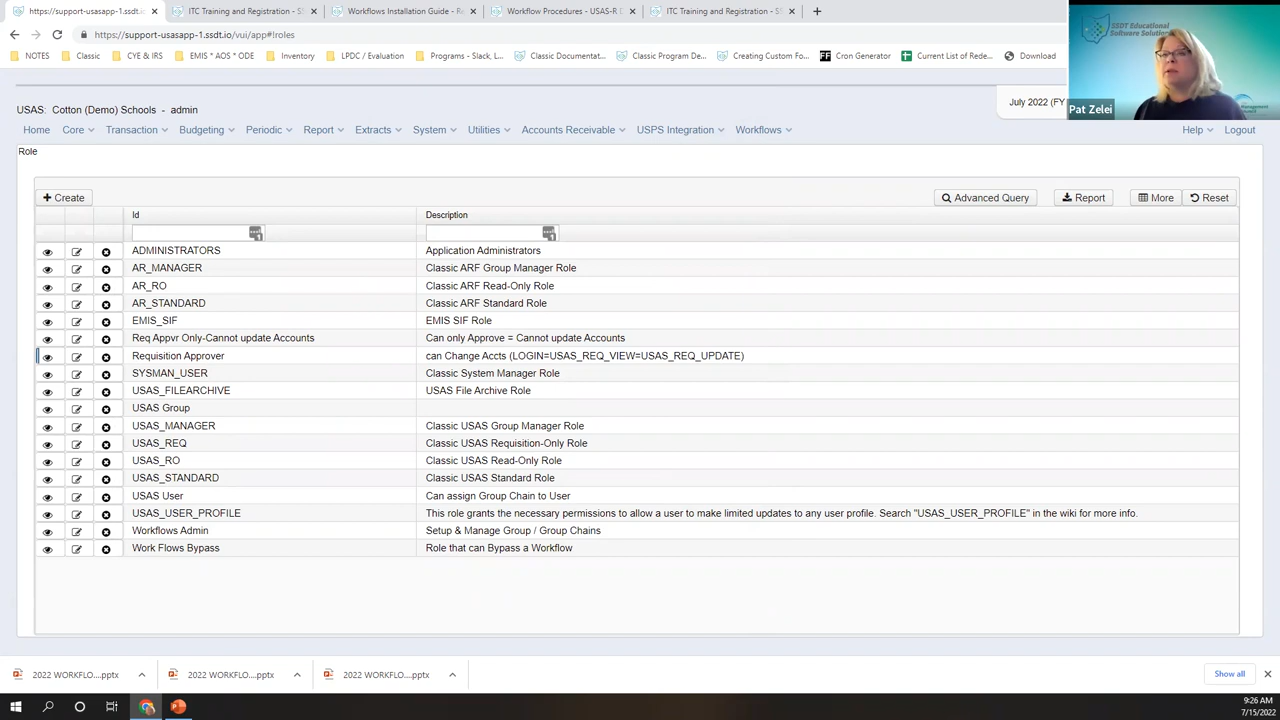 https://support-usasapp-1.ssdt.i
ITC Training and Registration - SS
Workflows Installation Guide - Re
Workflow Procedures - USAS-R D
ITC Training and Registration - SS
https://support-usasapp-1.ssdt.io/vui/app#!roles
NOTES
Classic
CYE & IRS
EMIS * AOS * ODE
Inventory
LPDC / Evaluation
Programs - Slack, L...
Classic Documentat...
Classic Program De...
Creating Custom Fo...
FF Cron Generator
Current List of Rede...
Download
SSDT Educational
Software Solutions
Pat Zelei
July 2022 (FY
USAS: Cotton (Demo) Schools - admin
Home Core Transaction Budgeting Periodic Report Extracts System Utilities Accounts Receivable USPS Integration Workflows Help Logout
Role
Create Advanced Query Report More Reset
Id Description
ADMINISTRATORS Application Administrators
AR_MANAGER Classic ARF Group Manager Role
AR_RO Classic ARF Read-Only Role
AR_STANDARD Classic ARF Standard Role
EMIS_SIF EMIS SIF Role
Req Appvr Only-Cannot update Accounts Can only Approve = Cannot update Accounts
Requisition Approver can Change Accts (LOGIN=USAS_REQ_VIEW=USAS_REQ_UPDATE)
SYSMAN_USER Classic System Manager Role
USAS_FILEARCHIVE USAS File Archive Role
USAS Group
USAS_MANAGER Classic USAS Group Manager Role
USAS_REQ Classic USAS Requisition-Only Role
USAS_RO Classic USAS Read-Only Role
USAS_STANDARD Classic USAS Standard Role
USAS User Can assign Group Chain to User
USAS_USER_PROFILE This role grants the necessary permissions to allow a user to make limited updates to any user profile. Search "USAS_USER_PROFILE" in the wiki for more info.
Workflows Admin Setup & Manage Group / Group Chains
Work Flows Bypass Role that can Bypass a Workflow
2022 WORKFLO....pptx
2022 WORKFLO....pptx
2022 WORKFLO....pptx
Show all
9:26 AM
7/15/2022